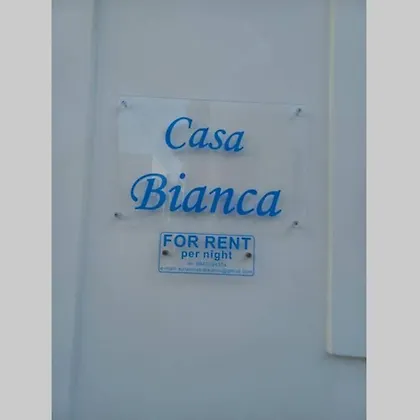 Casa
Bianca
FOR RENT
per night